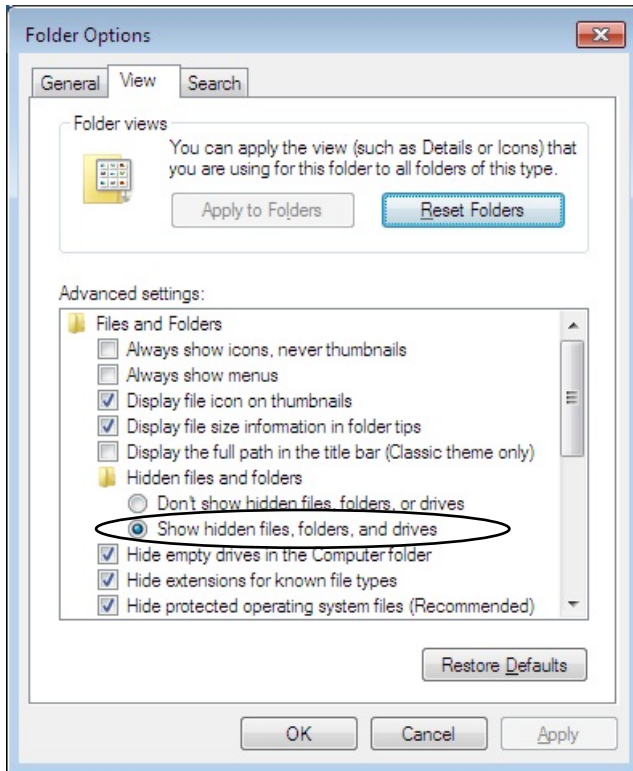 Folder Options
General View Search
Folder views
You can apply the view (such as Details or Icons) that
you are using for this folder to all folders of this type.
Apply to Folders Reset Folders
Advanced settings:
Files and Folders
Always show icons, never thumbnails
Always show menus
Display file icon on thumbnails
Display file size information in folder tips
Display the full path in the title bar (Classic theme only)
Hidden files and folders
Don't show hidden files, folders, or drives
Show hidden files, folders, and drives
Hide empty drives in the Computer folder
Hide extensions for known file types
Hide protected operating system files (Recommended)
Restore Defaults
OK Cancel Apply